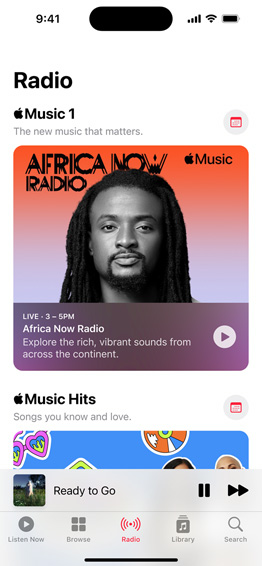 9:41
Radio
Music 1
The new music that matters.
AFRICA NOW
RADIO
Music
LIVE · 3 – 5PM
Africa Now Radio
Explore the rich, vibrant sounds from
across the continent.
Music Hits
Songs you know and love.
Ready to Go
Listen Now
Browse
Radio
Library
Search